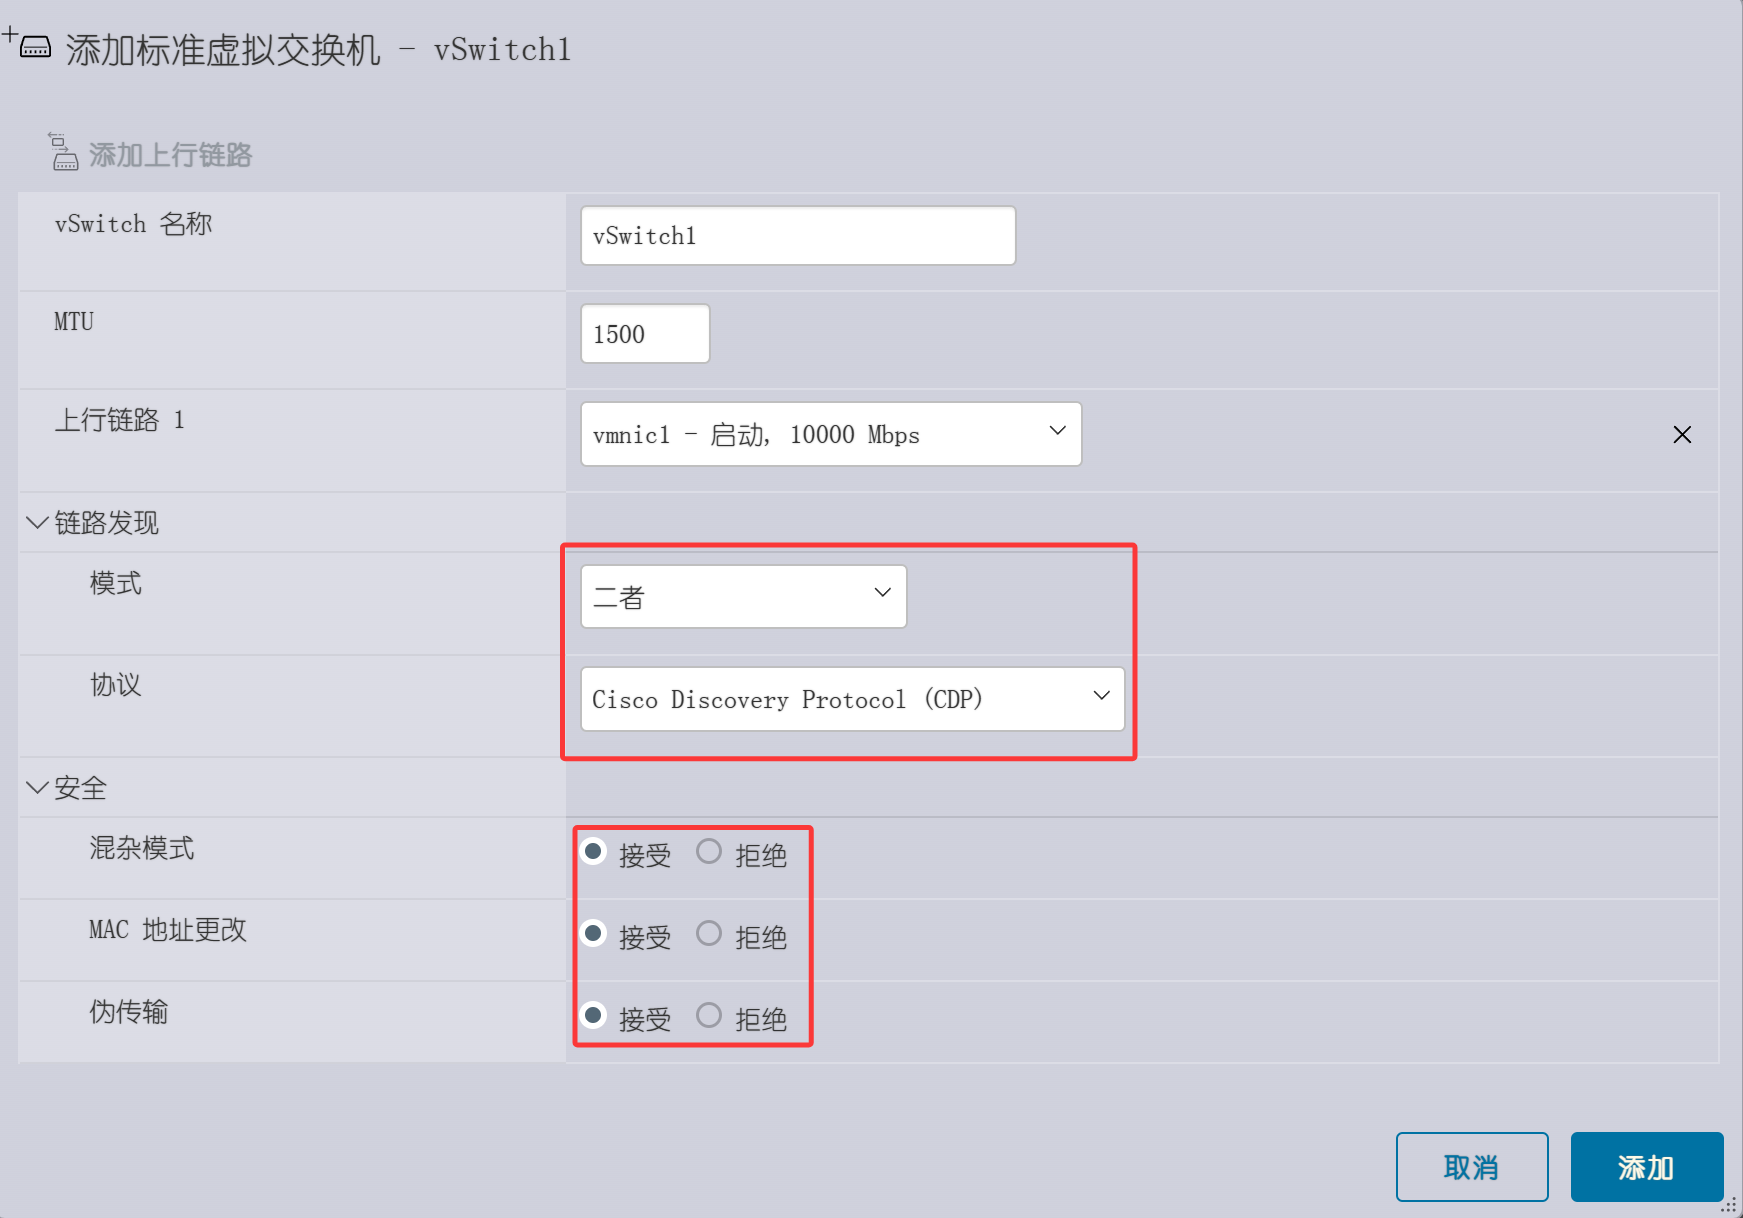 添加标准虚拟交换机 - vSwitch1
添加上行链路
vSwitch 名称
vSwitch1
MTU
1500
上行链路 1
vmnic1 - 启动, 10000 Mbps
链路发现
模式
二者
协议
Cisco Discovery Protocol (CDP)
安全
混杂模式
接受 拒绝
MAC 地址更改
接受 拒绝
伪传输
接受 拒绝
取消 添加